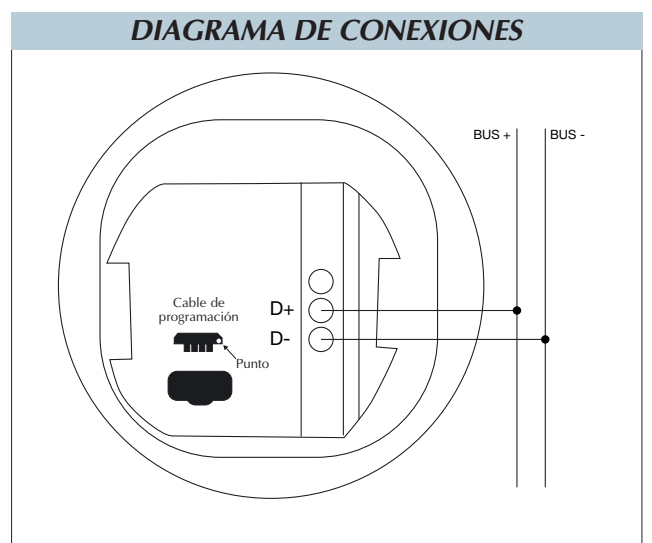 DIAGRAMA DE CONEXIONES
BUS +
BUS -
D+
D-
Cable de
programación
Punto